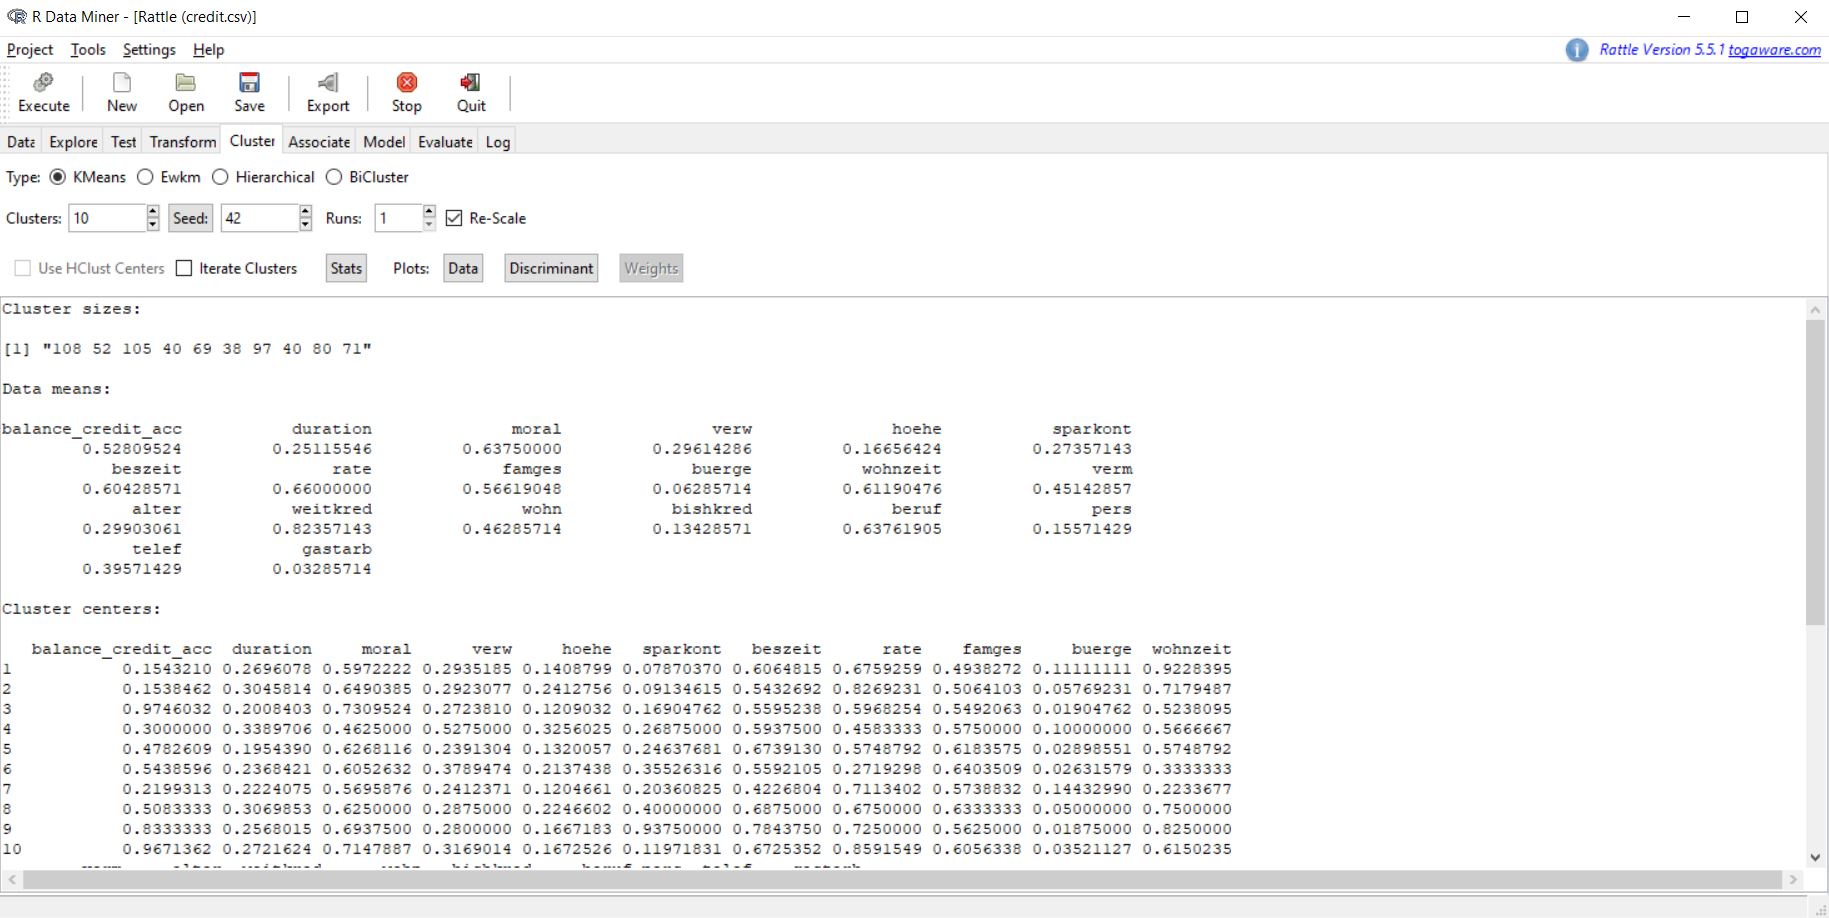 R Data Miner - [Rattle (credit.csv)]
Project Tools Settings Help
Rattle Version 5.5.1 togaware.com
Execute New Open Save Export Stop Quit
Data Explore Test Transform Cluster Associate Model Evaluate Log
Type: KMeans Ewkm Hierarchical BiCluster
Clusters: 10 Seed: 42 Runs: 1 Re-Scale
Use HClust Centers Iterate Clusters Stats Plots: Data Discriminant Weights
Cluster sizes:
[1] "108 52 105 40 69 38 97 40 80 71"
Data means:
balance_credit_acc duration moral verw hoehe sparkont
0.52809524 0.25115546 0.63750000 0.29614286 0.16656424 0.27357143
beszeit rate famges buerge wohnzeit verm
0.60428571 0.66000000 0.56619048 0.06285714 0.61190476 0.45142857
alter weitkred wohn bishkred beruf pers
0.29903061 0.82357143 0.46285714 0.13428571 0.63761905 0.15571429
telef gastarb
0.39571429 0.03285714
Cluster centers:
balance_credit_acc duration moral verw hoehe sparkont beszeit rate famges buerge wohnzeit
1 0.1543210 0.2696078 0.5972222 0.2935185 0.1408799 0.07870370 0.6064815 0.6759259 0.4938272 0.11111111 0.9228395
2 0.1538462 0.3045814 0.6490385 0.2923077 0.2412756 0.09134615 0.5432692 0.8269231 0.5064103 0.05769231 0.7179487
3 0.9746032 0.2008403 0.7309524 0.2723810 0.1209032 0.16904762 0.5595238 0.5968254 0.5492063 0.01904762 0.5238095
4 0.3000000 0.3389706 0.4625000 0.5275000 0.3256025 0.26875000 0.5937500 0.4583333 0.5750000 0.10000000 0.5666667
5 0.4782609 0.1954390 0.6268116 0.2391304 0.1320057 0.24637681 0.6739130 0.5748792 0.6183575 0.02898551 0.5748792
6 0.5438596 0.2368421 0.6052632 0.3789474 0.2137438 0.35526316 0.5592105 0.2719298 0.6403509 0.02631579 0.3333333
7 0.2199313 0.2224075 0.5695876 0.2412371 0.1204661 0.20360825 0.4226804 0.7113402 0.5738832 0.14432990 0.2233677
8 0.5083333 0.3069853 0.6250000 0.2875000 0.2246602 0.40000000 0.6875000 0.6750000 0.6333333 0.05000000 0.7500000
9 0.8333333 0.2568015 0.6937500 0.2800000 0.1667183 0.93750000 0.7843750 0.7250000 0.5625000 0.01875000 0.8250000
10 0.9671362 0.2721624 0.7147887 0.3169014 0.1672526 0.11971831 0.6725352 0.8591549 0.6056338 0.03521127 0.6150235
verm alter weitkred wohn bishkred beruf pers telef gastarb